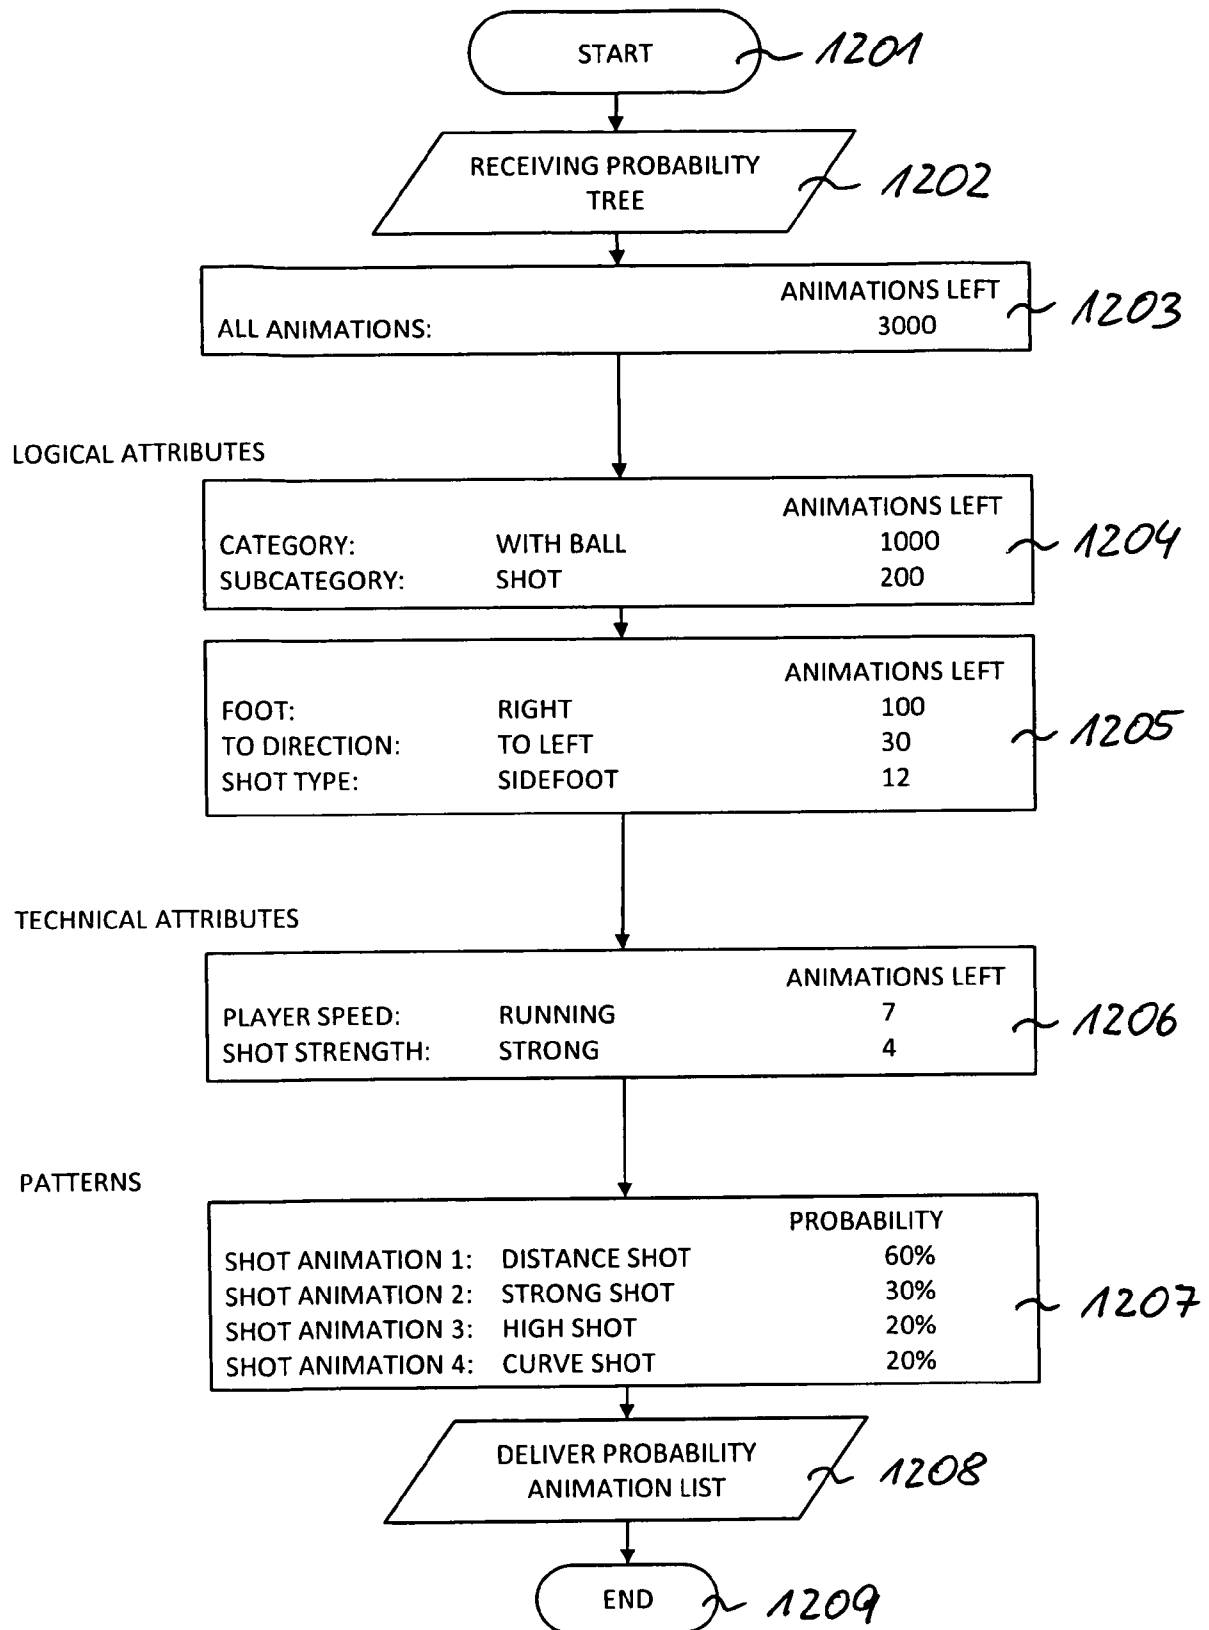 START
1201
RECEIVING PROBABILITY
TREE
1202
ANIMATIONS LEFT
ALL ANIMATIONS: 3000
1203
LOGICAL ATTRIBUTES
ANIMATIONS LEFT
CATEGORY: WITH BALL 1000
SUBCATEGORY: SHOT 200
1204
ANIMATIONS LEFT
FOOT: RIGHT 100
TO DIRECTION: TO LEFT 30
SHOT TYPE: SIDEFOOT 12
1205
TECHNICAL ATTRIBUTES
ANIMATIONS LEFT
PLAYER SPEED: RUNNING 7
SHOT STRENGTH: STRONG 4
1206
PATTERNS
PROBABILITY
SHOT ANIMATION 1: DISTANCE SHOT 60%
SHOT ANIMATION 2: STRONG SHOT 30%
SHOT ANIMATION 3: HIGH SHOT 20%
SHOT ANIMATION 4: CURVE SHOT 20%
1207
DELIVER PROBABILITY
ANIMATION LIST
1208
END
1209